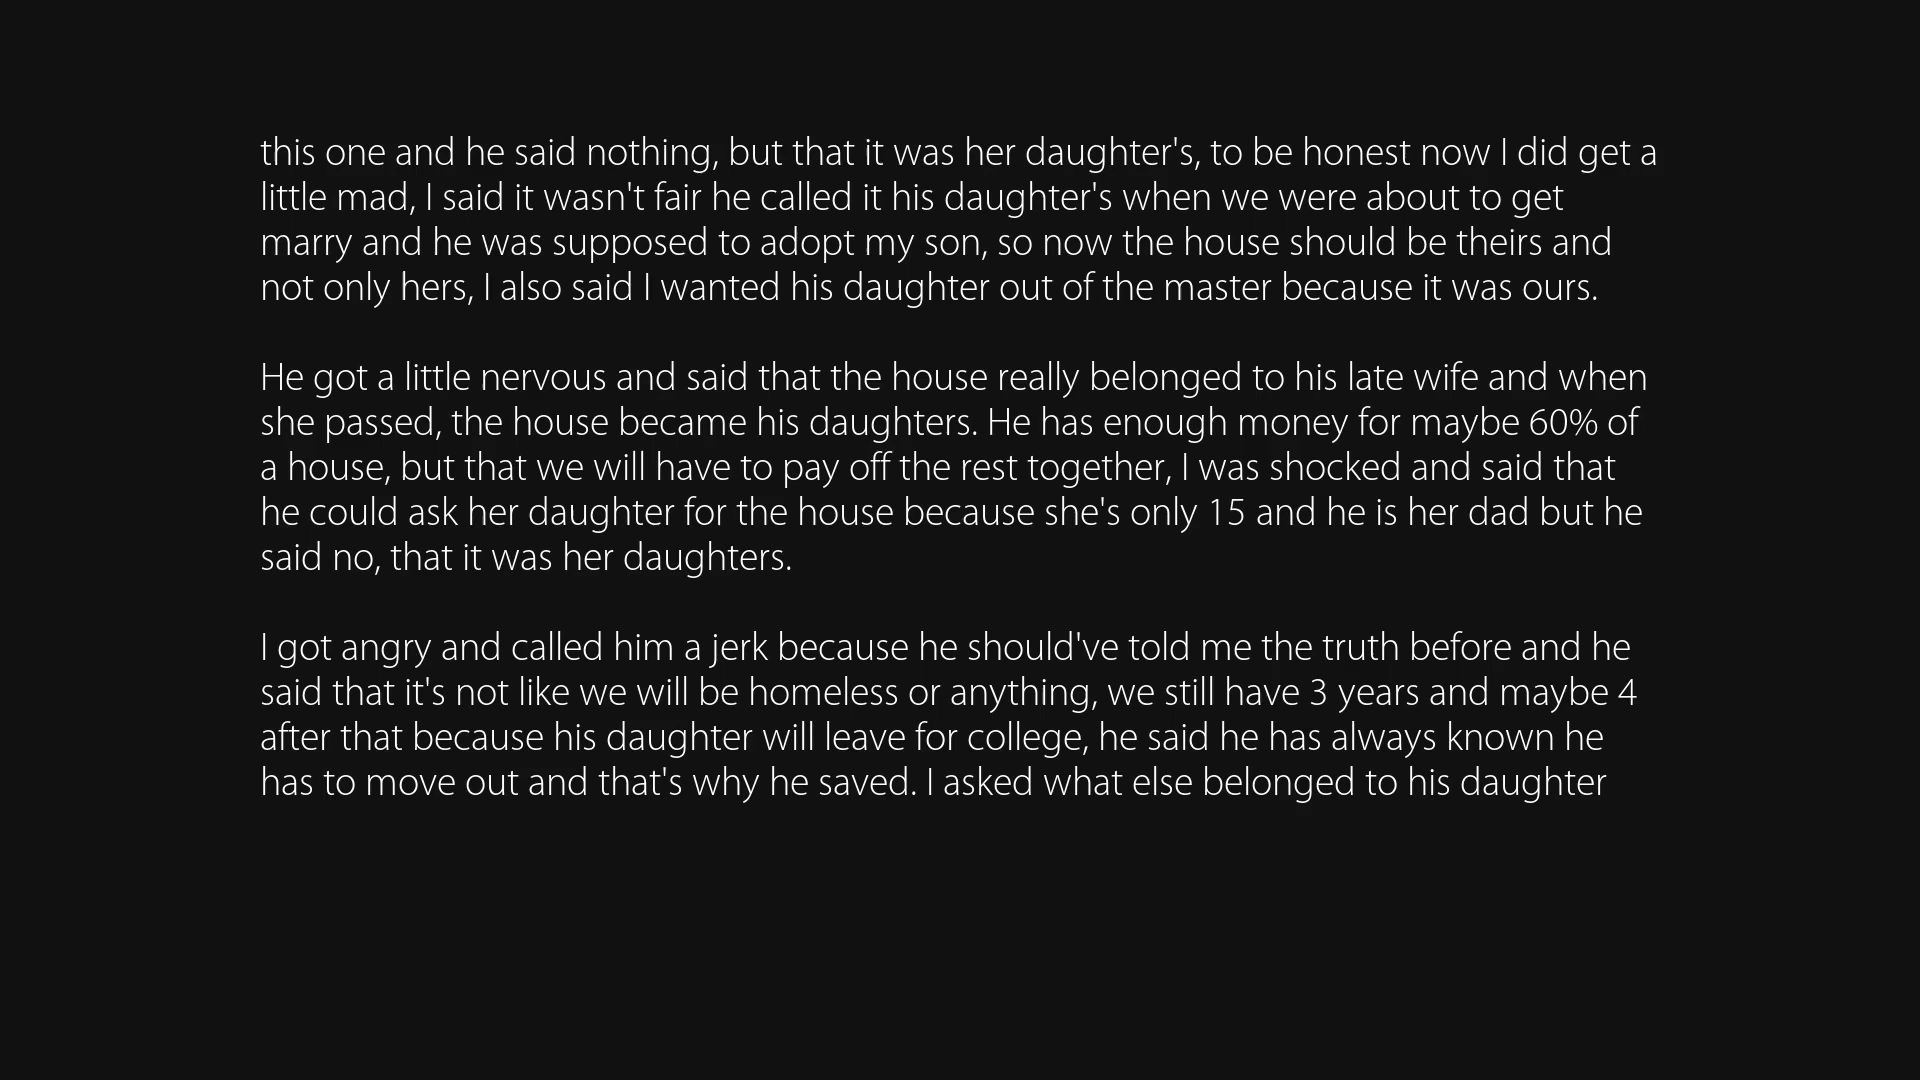 this one and he said nothing, but that it was her daughter's, to be honest now I did get a
little mad, I said it wasn't fair he called it his daughter's when we were about to get
marry and he was supposed to adopt my son, so now the house should be theirs and
not only hers, I also said I wanted his daughter out of the master because it was ours.
He got a little nervous and said that the house really belonged to his late wife and when
she passed, the house became his daughters. He has enough money for maybe 60% of
a house, but that we will have to pay off the rest together, I was shocked and said that
he could ask her daughter for the house because she's only 15 and he is her dad but he
said no, that it was her daughters.
I got angry and called him a jerk because he should've told me the truth before and he
said that it's not like we will be homeless or anything, we still have 3 years and maybe 4
after that because his daughter will leave for college, he said he has always known he
has to move out and that's why he saved. I asked what else belonged to his daughter